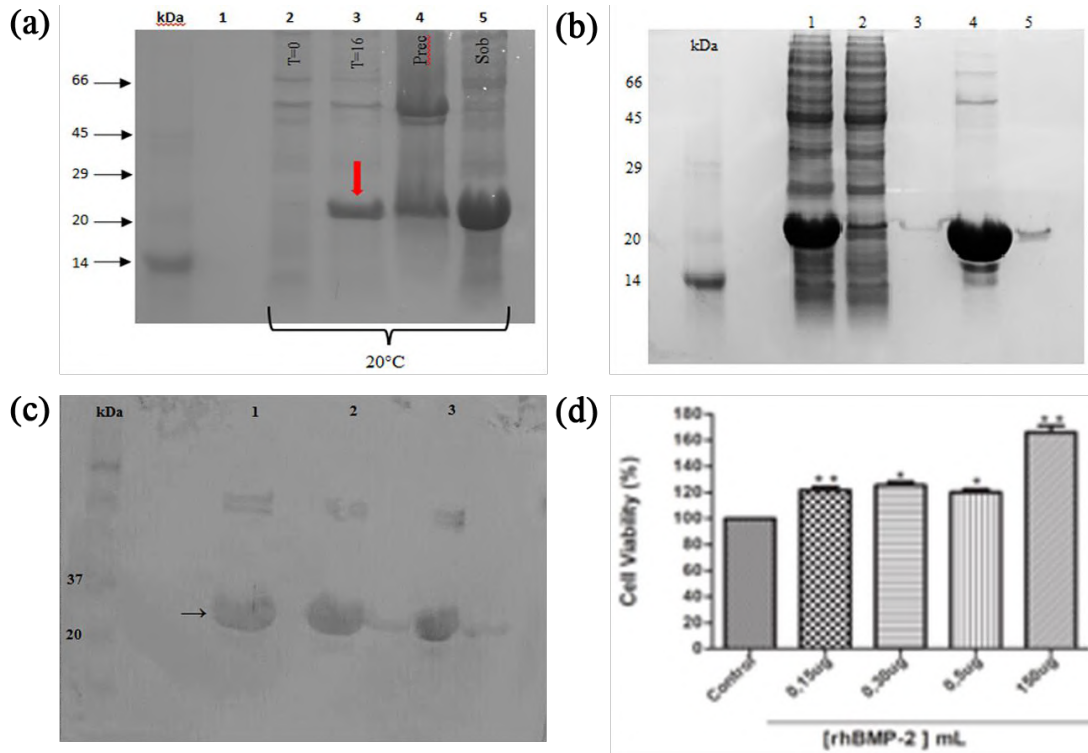 (a)
kDa 1 2 3 4 5
T=0 T=16 Prec Sob
66
45
29
20
14
20°C
(b)
kDa 1 2 3 4 5
66
45
29
20
14
(c)
kDa 1 2 3
37
→
20
(d)
Cell Viability (%)
180
160
140
120
100
80
60
40
20
0
** * * **
Control 0,15ug 0,30ug 0,5ug 150ug
[rhBMP-2 ] mL